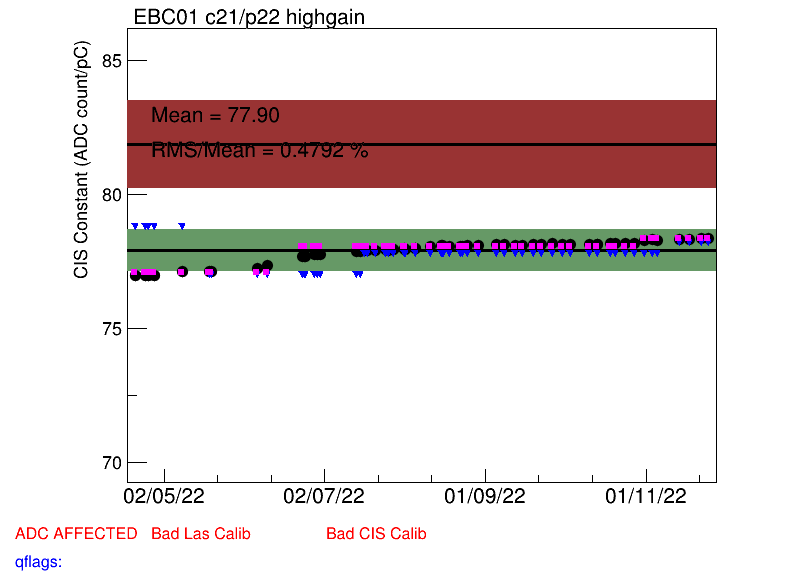 EBC01 c21/p22 highgain
CIS Constant (ADC count/pC)
85
80
75
70
Mean = 77.90
RMS/Mean = 0.4792 %
02/05/22 02/07/22 01/09/22 01/11/22
ADC AFFECTED Bad Las Calib Bad CIS Calib
qflags: